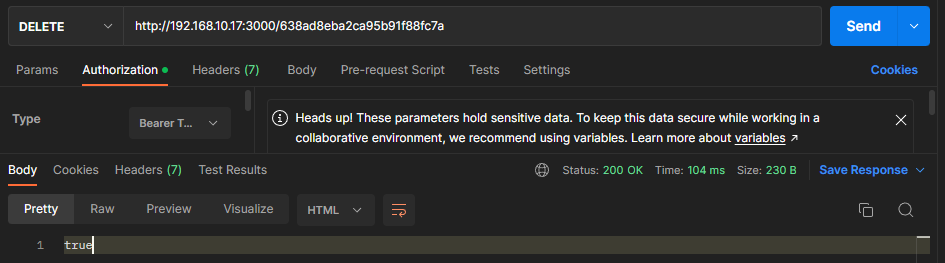 DELETE http://192.168.10.17:3000/638ad8eba2ca95b91f88fc7a Send
Params Authorization Headers (7) Body Pre-request Script Tests Settings Cookies
Type Bearer T...
Heads up! These parameters hold sensitive data. To keep this data secure while working in a
collaborative environment, we recommend using variables. Learn more about variables ↗
Body Cookies Headers (7) Test Results Status: 200 OK Time: 104 ms Size: 230 B Save Response
Pretty Raw Preview Visualize HTML
1 true